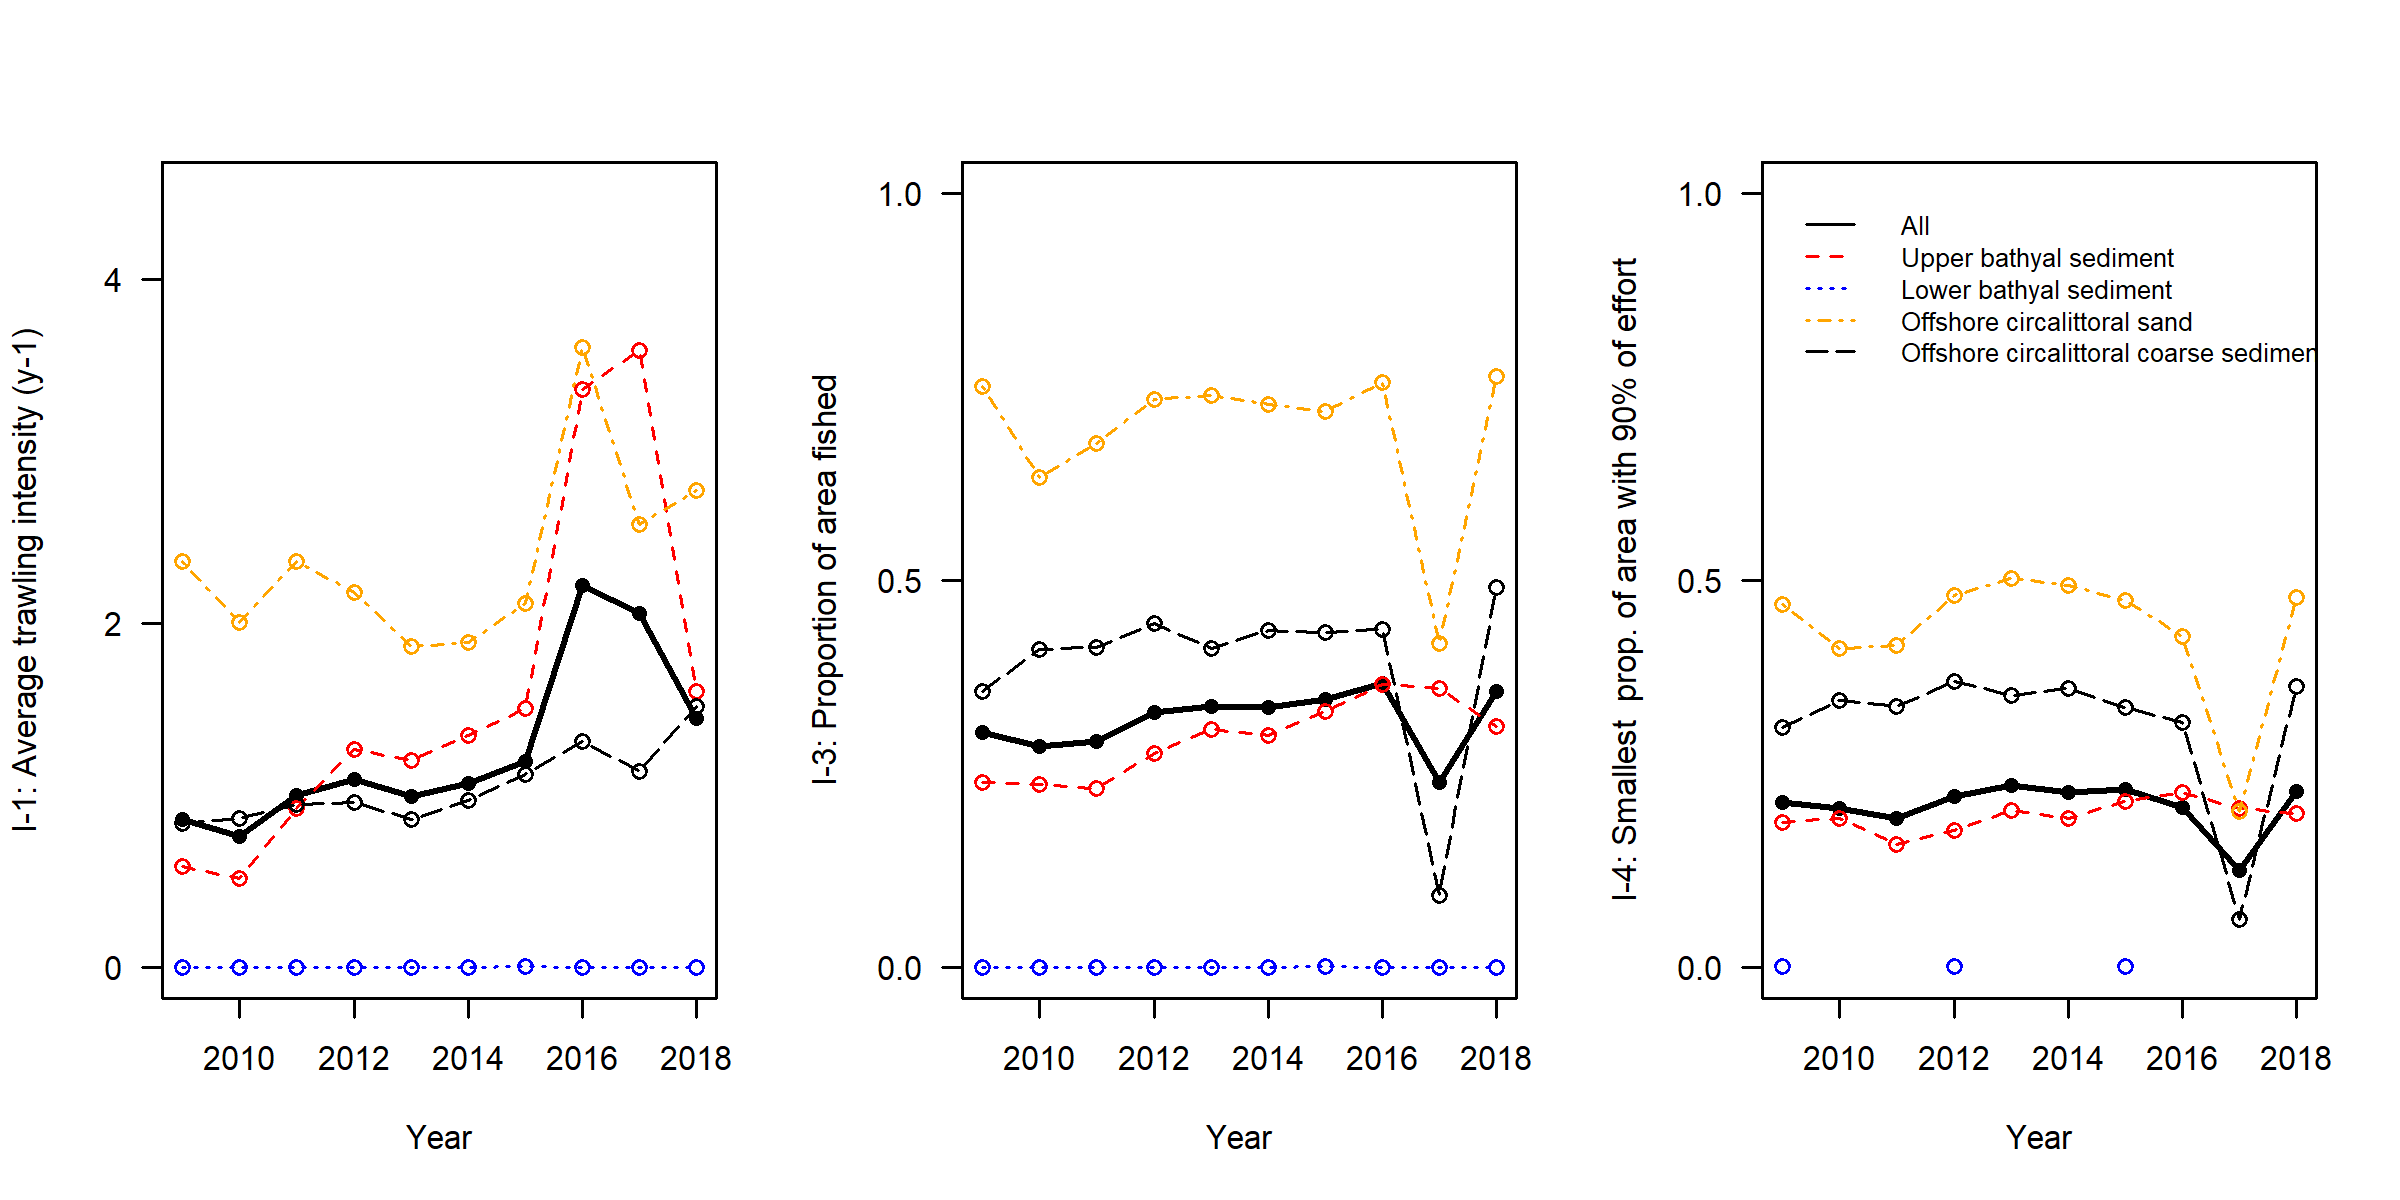 I-1: Average trawling intensity (y-1)
4
2
0
2010 2012 2014 2016 2018
Year
I-3: Proportion of area fished
1.0
0.5
0.0
2010 2012 2014 2016 2018
Year
I-4: Smallest  prop. of area with 90% of effort
1.0
0.5
0.0
All
Upper bathyal sediment
Lower bathyal sediment
Offshore circalittoral sand
Offshore circalittoral coarse sedimen
2010 2012 2014 2016 2018
Year